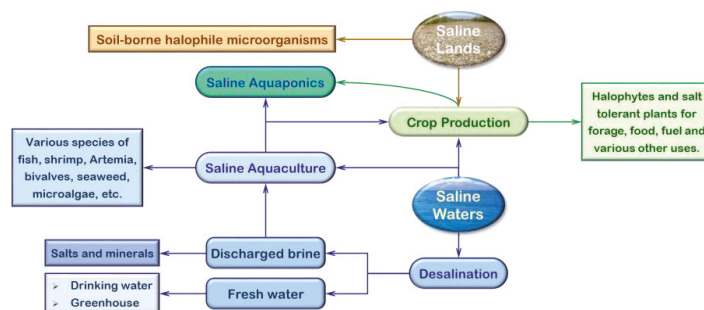 Soil-borne halophile microorganisms
Saline
Lands
Saline Aquaponics
Crop Production
Halophytes and salt
tolerant plants for
forage, food, fuel and
various other uses.
Various species of
fish, shrimp, Artemia,
bivalves, seaweed,
microalgae, etc.
Saline Aquaculture
Saline
Waters
Salts and minerals
Discharged brine
Desalination
➢ Drinking water
➢ Greenhouse
Fresh water